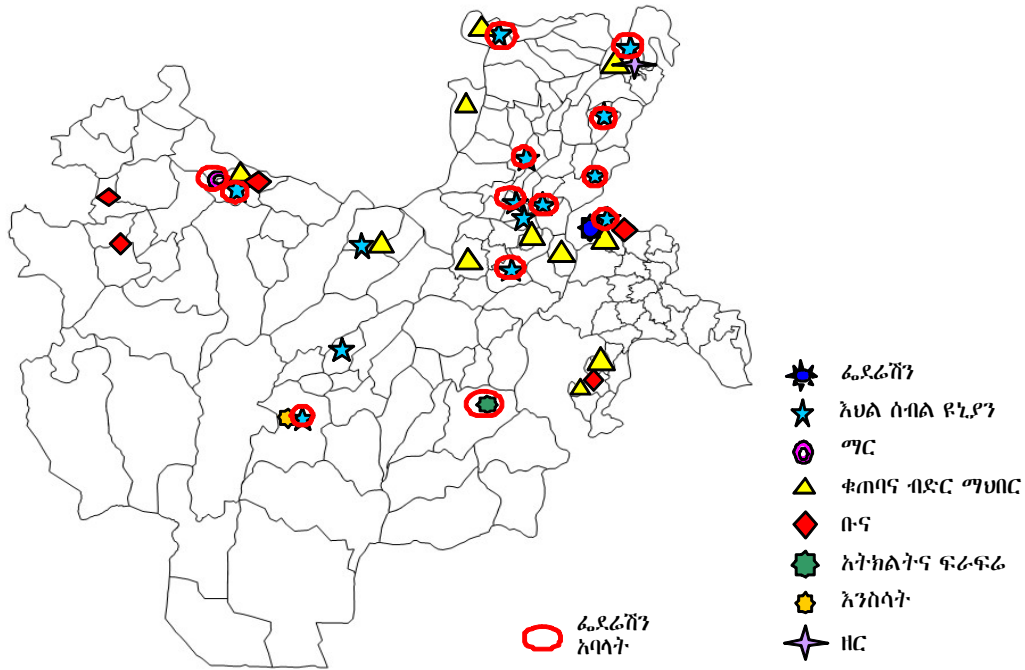 ፌደሬሽን
እህል ሰብል ዩኒያን
ማር
ቁጠባና ብድር ማህበር
ቡና
አትክልትና ፍራፍሬ
እንስሳት
ዘር
ፌደሬሽን
አባላት